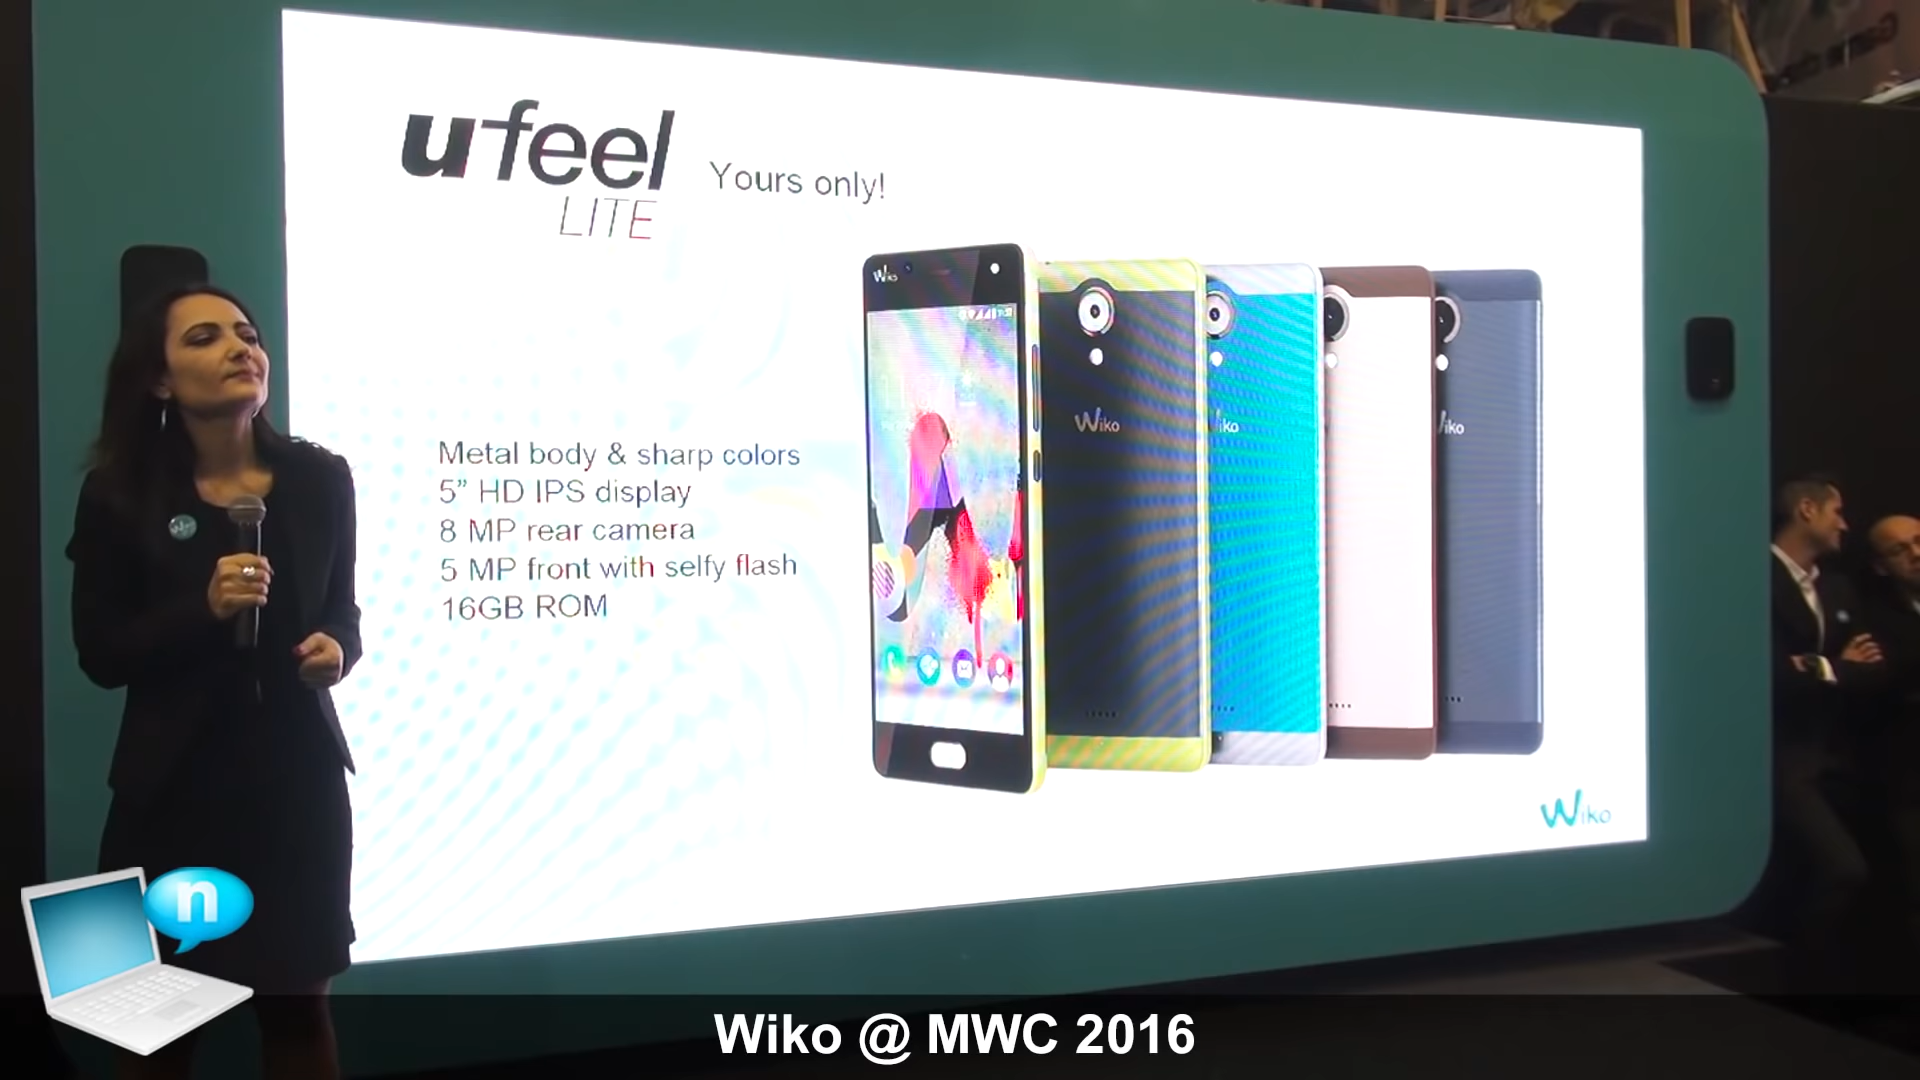 ufeel
LITE
Yours only!
Wiko
Wiko
iko
iko
Metal body & sharp colors
5” HD IPS display
8 MP rear camera
5 MP front with selfy flash
16GB ROM
Wiko
n
Wiko @ MWC 2016